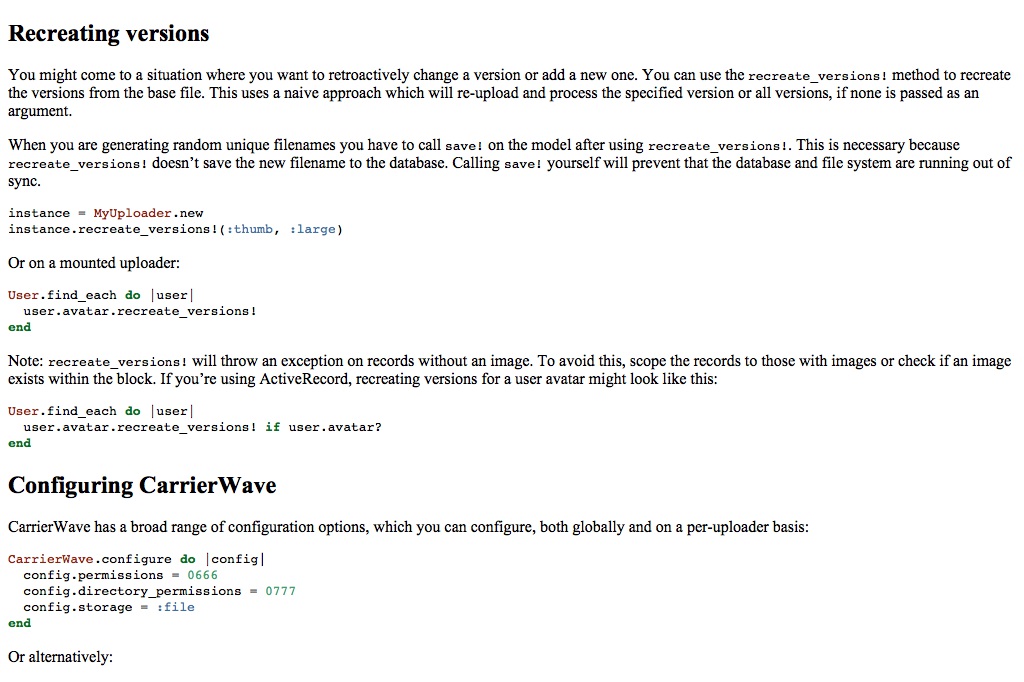 Recreating versions
You might come to a situation where you want to retroactively change a version or add a new one. You can use the recreate_versions! method to recreate
the versions from the base file. This uses a naive approach which will re-upload and process the specified version or all versions, if none is passed as an
argument.
When you are generating random unique filenames you have to call save! on the model after using recreate_versions!. This is necessary because
recreate_versions! doesn’t save the new filename to the database. Calling save! yourself will prevent that the database and file system are running out of
sync.
instance = MyUploader.new
instance.recreate_versions!(:thumb, :large)
Or on a mounted uploader:
User.find_each do |user|
  user.avatar.recreate_versions!
end
Note: recreate_versions! will throw an exception on records without an image. To avoid this, scope the records to those with images or check if an image
exists within the block. If you’re using ActiveRecord, recreating versions for a user avatar might look like this:
User.find_each do |user|
  user.avatar.recreate_versions! if user.avatar?
end
Configuring CarrierWave
CarrierWave has a broad range of configuration options, which you can configure, both globally and on a per-uploader basis:
CarrierWave.configure do |config|
  config.permissions = 0666
  config.directory_permissions = 0777
  config.storage = :file
end
Or alternatively: